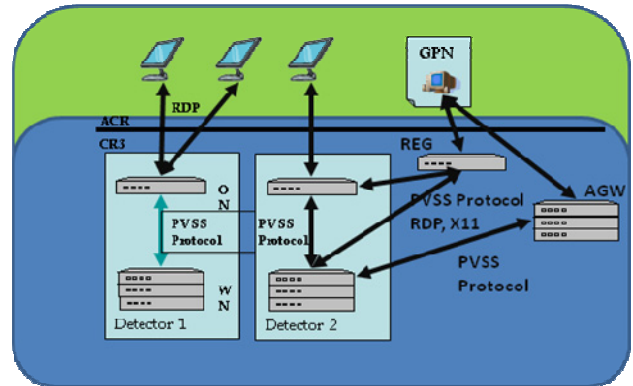 GPN
RDP
ACR
CR3
REG
AGW
O
N
PVSS
Protocol
PVSS
Protocol
PVSS Protocol
RDP, X11
PVSS
Protocol
W
N
Detector 1
Detector 2